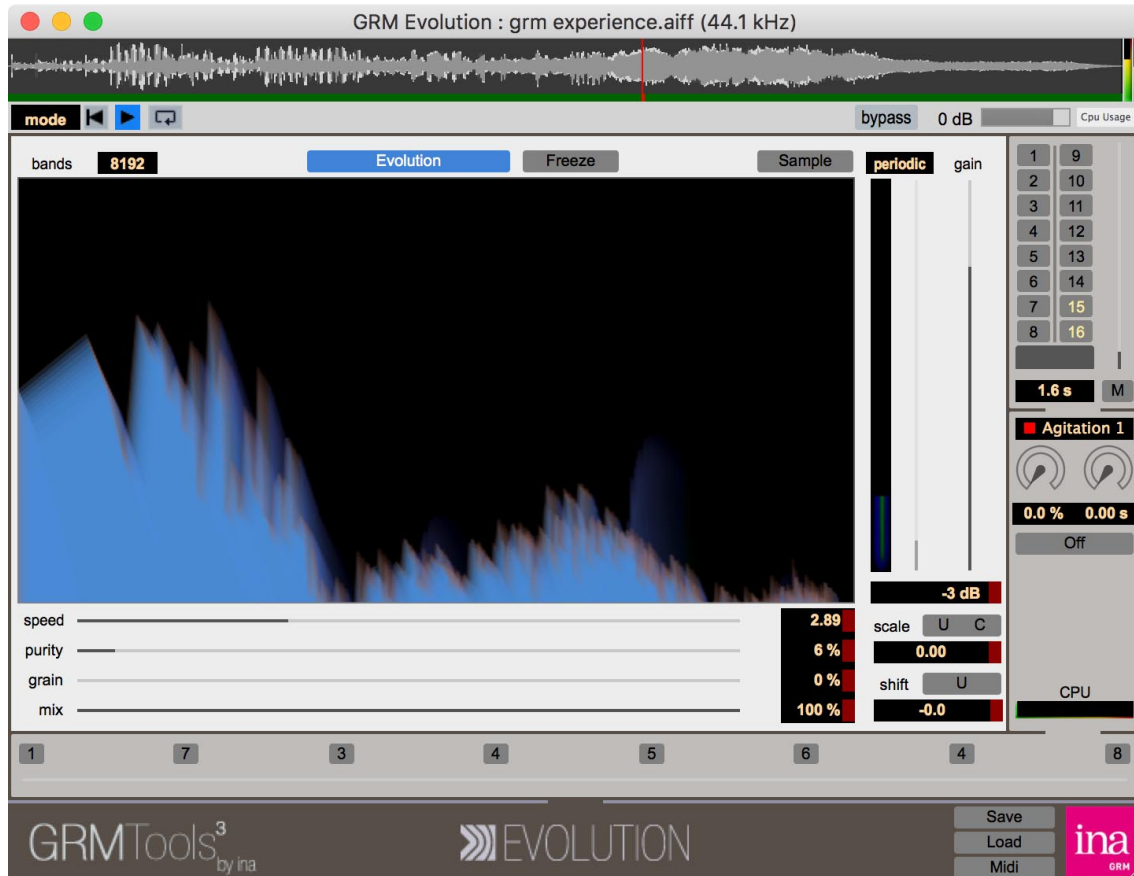 GRM Evolution : grm experience.aiff (44.1 kHz)
mode bypass 0 dB Cpu Usage
bands 8192 Evolution Freeze Sample periodic gain
1 9
2 10
3 11
4 12
5 13
6 14
7 15
8 16
1.6 s M
Agitation 1
0.0 % 0.00 s
Off
-3 dB
speed 2.89
scale U C
purity 6 %
0.00
grain 0 %
shift U
mix 100 %
-0.0
CPU
1 7 3 4 5 6 4 8
GRMTools3
by ina
EVOLUTION
Save
Load
Midi
ina
GRM